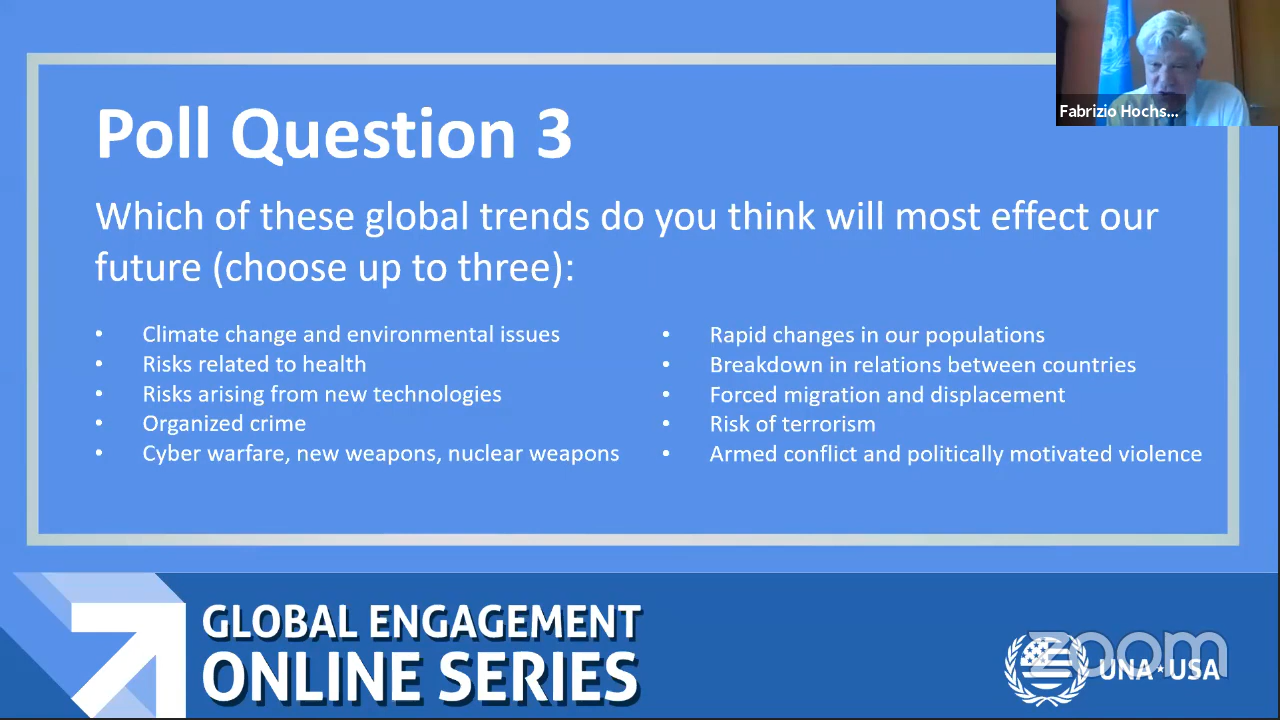 Fabrizio Hochs...
Poll Question 3
Which of these global trends do you think will most effect our
future (choose up to three):
• Climate change and environmental issues
• Risks related to health
• Risks arising from new technologies
• Organized crime
• Cyber warfare, new weapons, nuclear weapons
• Rapid changes in our populations
• Breakdown in relations between countries
• Forced migration and displacement
• Risk of terrorism
• Armed conflict and politically motivated violence
GLOBAL ENGAGEMENT
ONLINE SERIES
zoom
UNA★USA